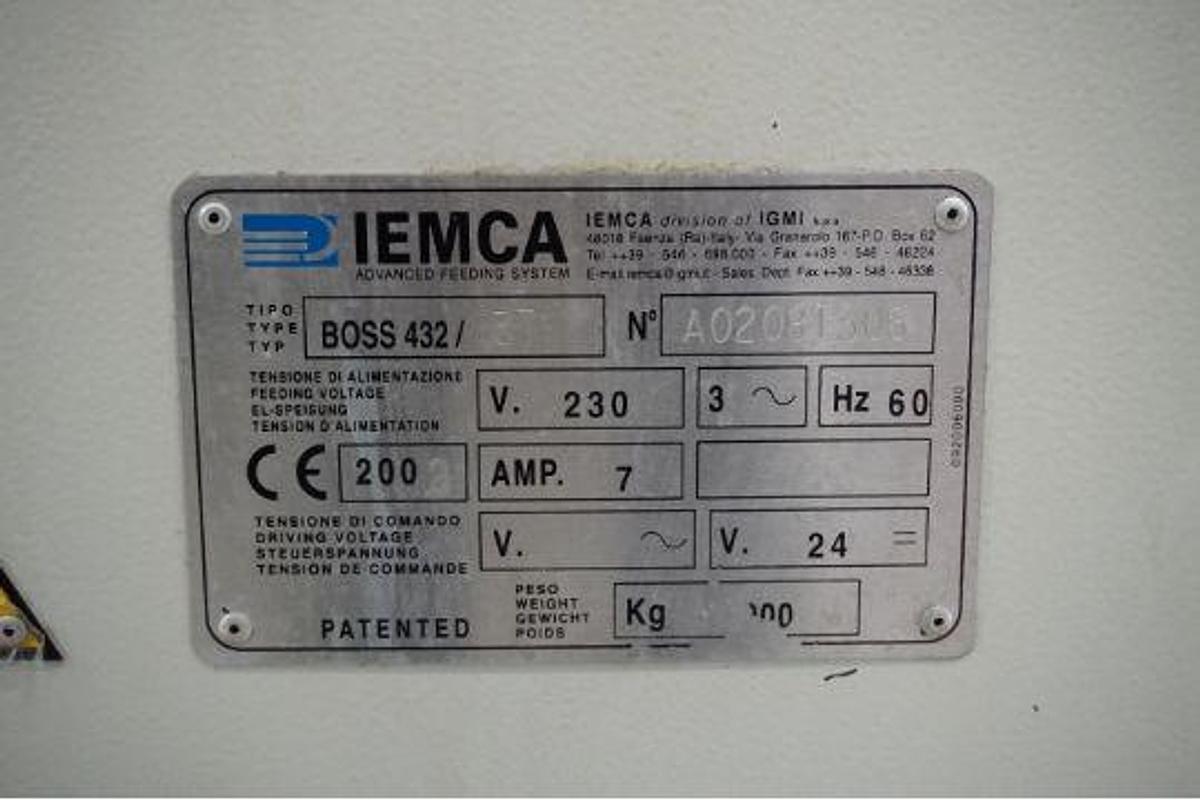 IEMCA
ADVANCED FEEDING SYSTEM
IEMCA division of IGMI s.p.a.
48018 Faenza (Ra)-Italy- Via Granarolo 167-P.O. Box 62
Tel ++39 - 546 - 698.000 - Fax ++39 - 546 - 46224
E-mail: iemca@igmi.it - Sales Dept. Fax ++39 - 546 - 46336
TIPO
TYPE
TYP
BOSS 432/
N°
TENSIONE DI ALIMENTAZIONE
FEEDING VOLTAGE
EL-SPEISUNG
TENSION D'ALIMENTATION
V. 230
3 ~
Hz 60
CE
AMP. 7
TENSIONE DI COMANDO
DRIVING VOLTAGE
STEUERSPANNUNG
TENSION DE COMMANDE
V. ~
V. 24 =
PATENTED
PESO
WEIGHT
GEWICHT
POIDS
Kg